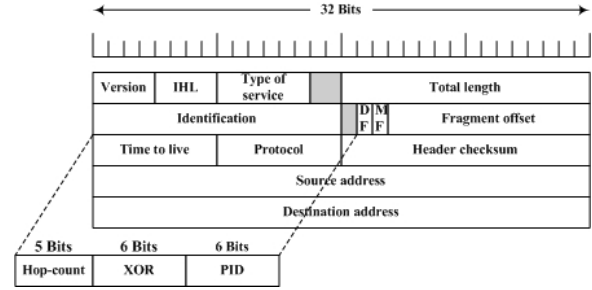 32 Bits
Version IHL Type of service Total length
Identification D F M F Fragment offset
Time to live Protocol Header checksum
Source address
Destination address
5 Bits 6 Bits 6 Bits
Hop-count XOR PID